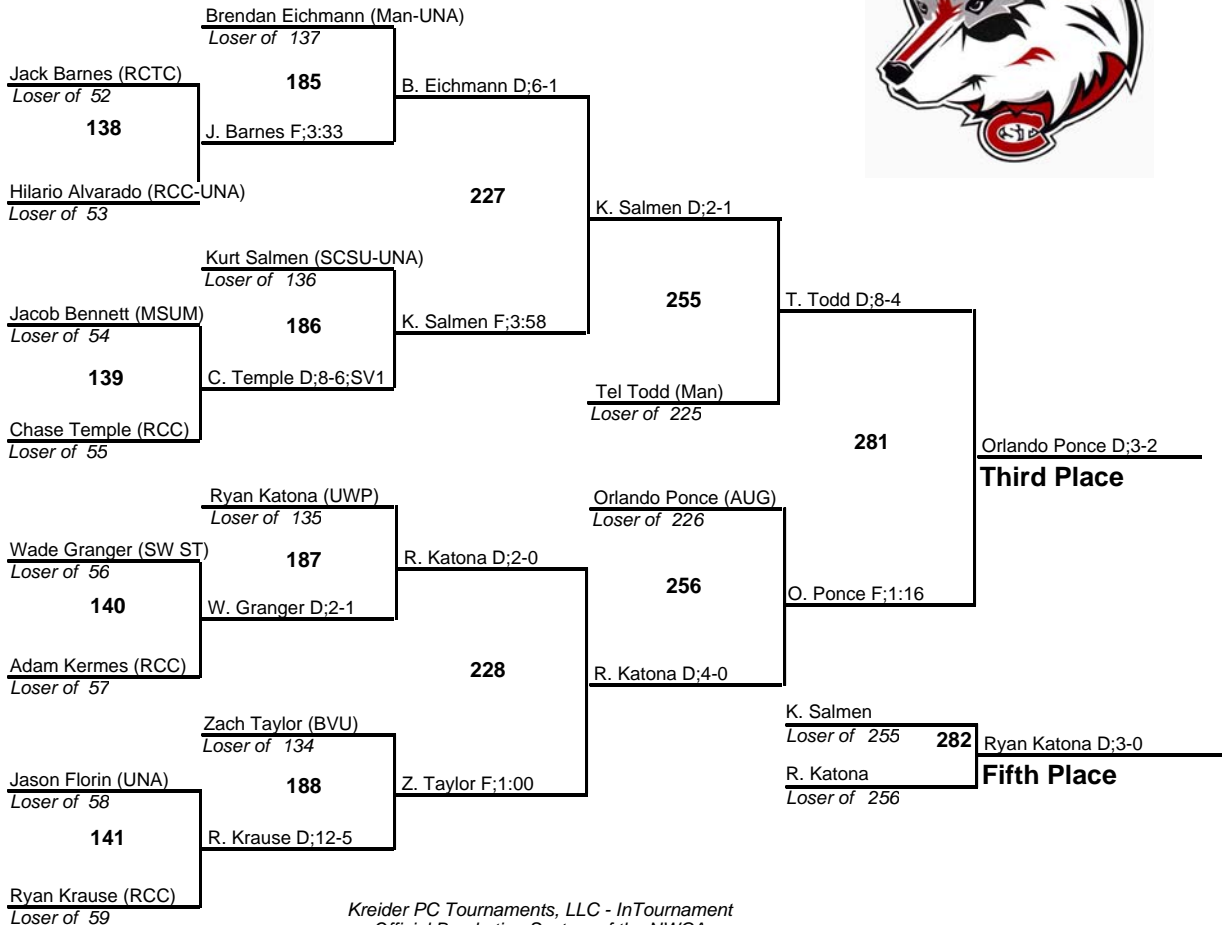 Brendan Eichmann (Man-UNA)
Loser of 137
Jack Barnes (RCTC)
Loser of 52
185
B. Eichmann D;6-1
138
J. Barnes F;3:33
Hilario Alvarado (RCC-UNA)
Loser of 53
227
K. Salmen D;2-1
Kurt Salmen (SCSU-UNA)
Loser of 136
Jacob Bennett (MSUM)
Loser of 54
186
K. Salmen F;3:58
255
T. Todd D;8-4
139
C. Temple D;8-6;SV1
Tel Todd (Man)
Loser of 225
Chase Temple (RCC)
Loser of 55
281
Orlando Ponce D;3-2
Third Place
Ryan Katona (UWP)
Loser of 135
Orlando Ponce (AUG)
Loser of 226
Wade Granger (SW ST)
Loser of 56
187
R. Katona D;2-0
256
O. Ponce F;1:16
140
W. Granger D;2-1
Adam Kermes (RCC)
Loser of 57
228
R. Katona D;4-0
Zach Taylor (BVU)
Loser of 134
K. Salmen
Loser of 255
282
Ryan Katona D;3-0
Fifth Place
R. Katona
Loser of 256
Jason Florin (UNA)
Loser of 58
188
Z. Taylor F;1:00
141
R. Krause D;12-5
Ryan Krause (RCC)
Loser of 59
Kreider PC Tournaments, LLC - InTournament